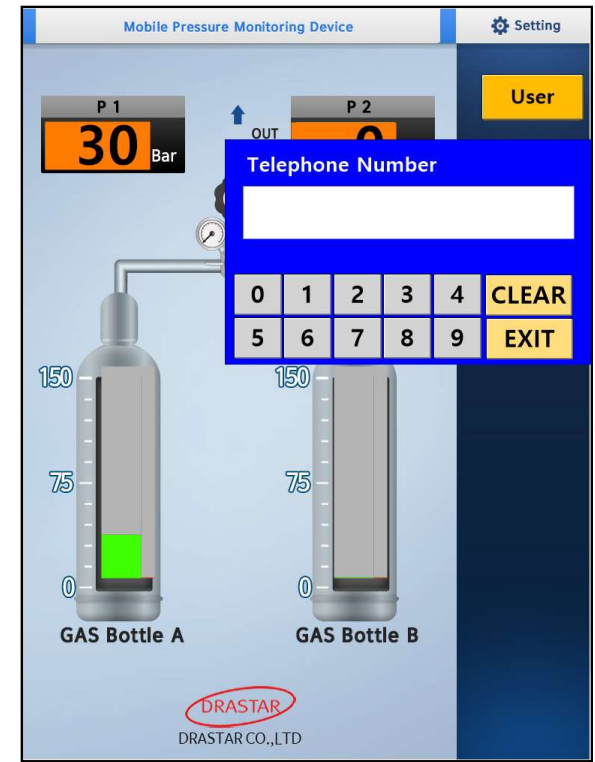 Mobile Pressure Monitoring Device
Setting
User
P 1
30 Bar
P 2
OUT
Telephone Number
0 1 2 3 4 CLEAR
5 6 7 8 9 EXIT
150
75
0
150
75
0
GAS Bottle A
GAS Bottle B
DRASTAR
DRASTAR CO.,LTD